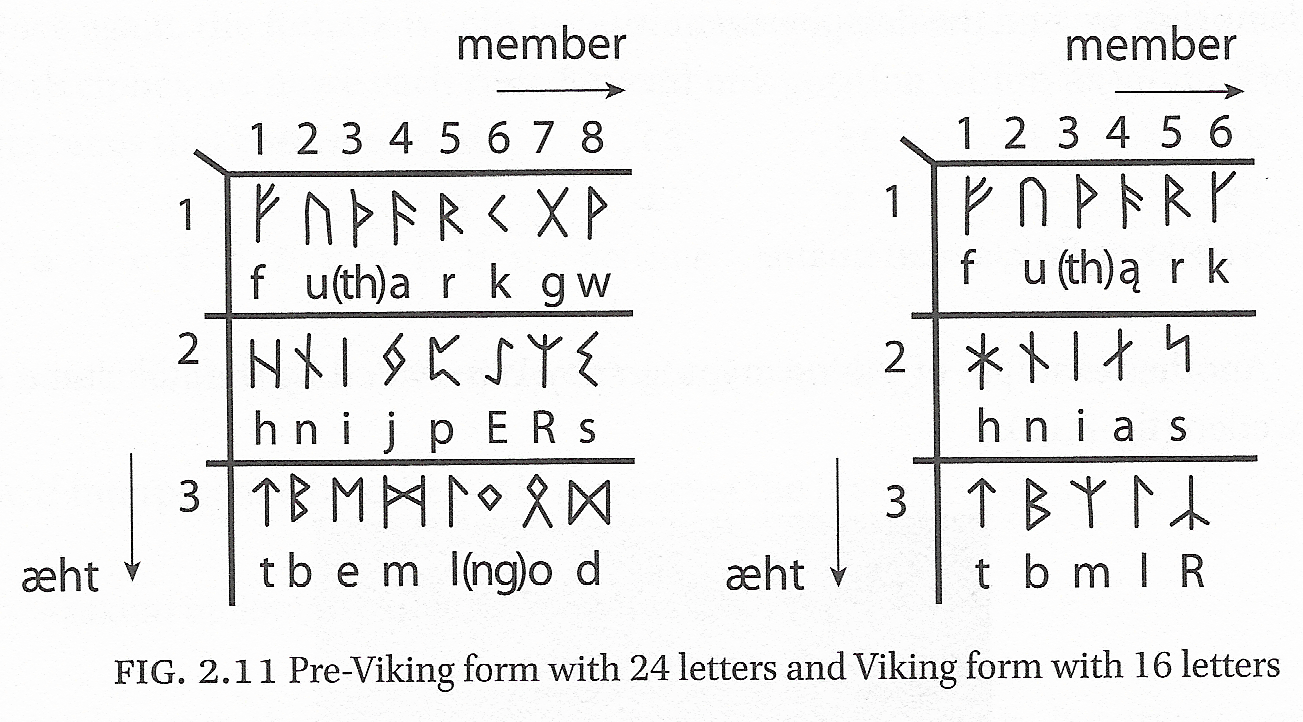 member member
1 2 3 4 5 6 7 8 1 2 3 4 5 6
1 ᚠ ᚢ ᚦ ᚨ ᚱ ᚲ ᚷ ᚹ 1 ᚠ ᚢ ᚦ ᚬ ᚱ ᚴ
f u(th)a r k g w f u (th)ą r k
2 ᚺ ᚾ ᛁ ᛃ ᛈ ᛇ ᛉ ᛊ 2 ᚼ ᚾ ᛁ ᛅ ᛋ
h n i j p E R s h n i a s
3 ᛏ ᛒ ᛖ ᛗ ᛚ ᛜ ᛟ ᛞ 3 ᛏ ᛒ ᛘ ᛚ ᛦ
æht t b e m l(ng)o d æht t b m l R
FIG. 2.11 Pre-Viking form with 24 letters and Viking form with 16 letters